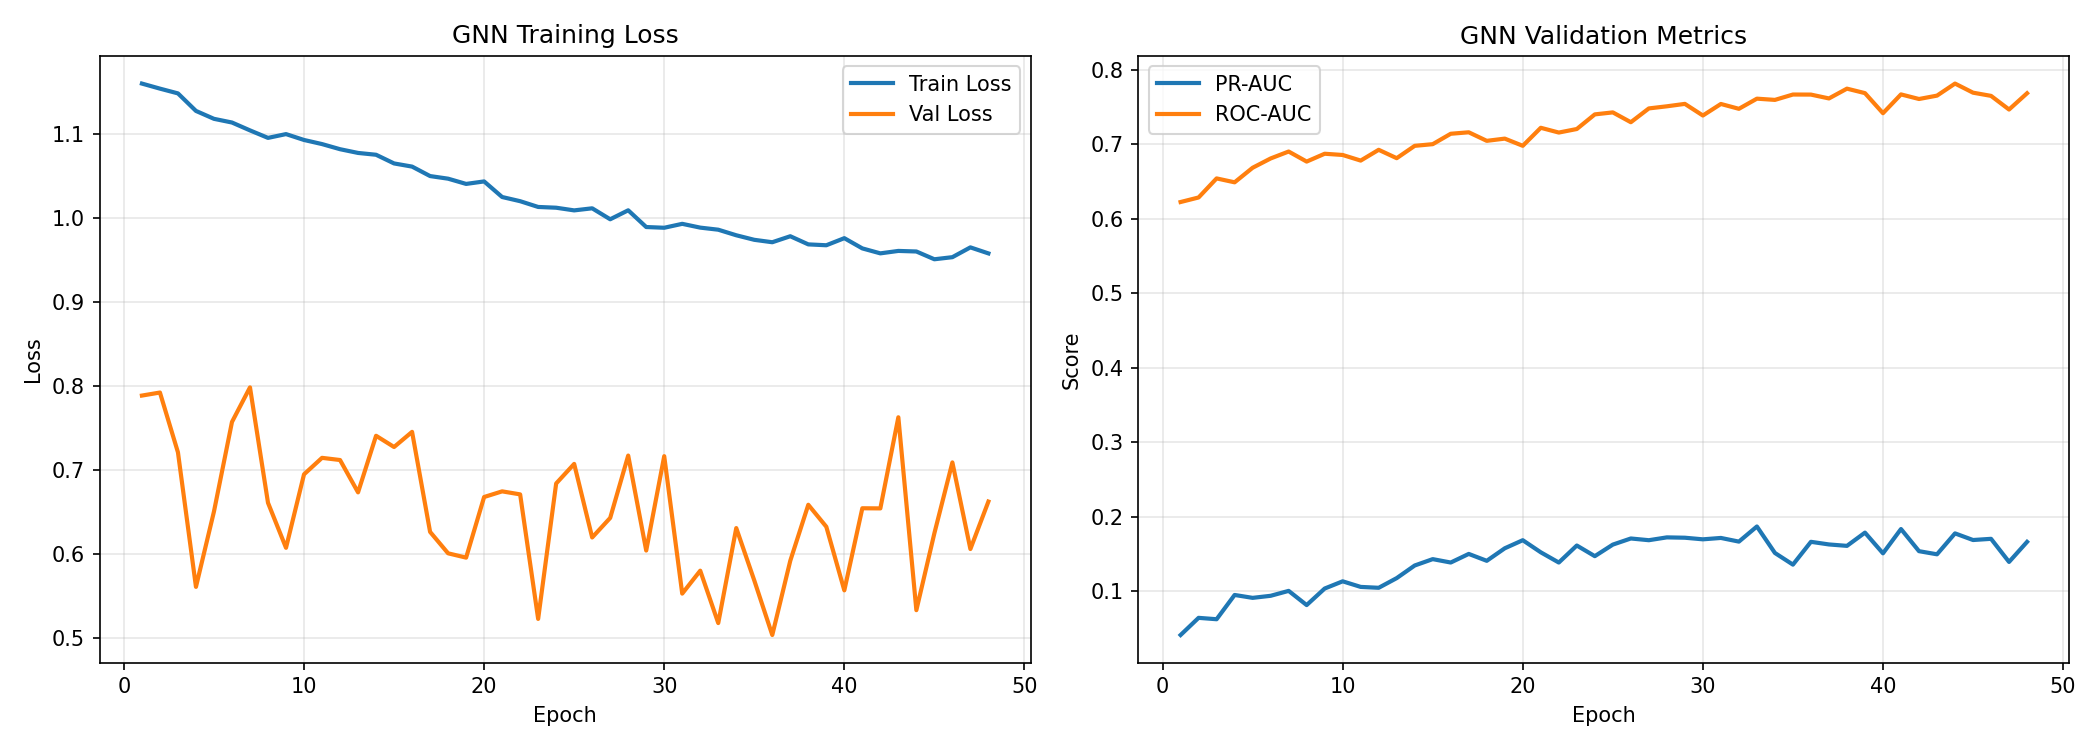 GNN Training Loss
Train Loss
Val Loss
1.1
1.0
0.9
0.8
0.7
0.6
0.5
Loss
0 10 20 30 40 50
Epoch
GNN Validation Metrics
PR-AUC
ROC-AUC
0.8
0.7
0.6
0.5
0.4
0.3
0.2
0.1
Score
0 10 20 30 40 50
Epoch